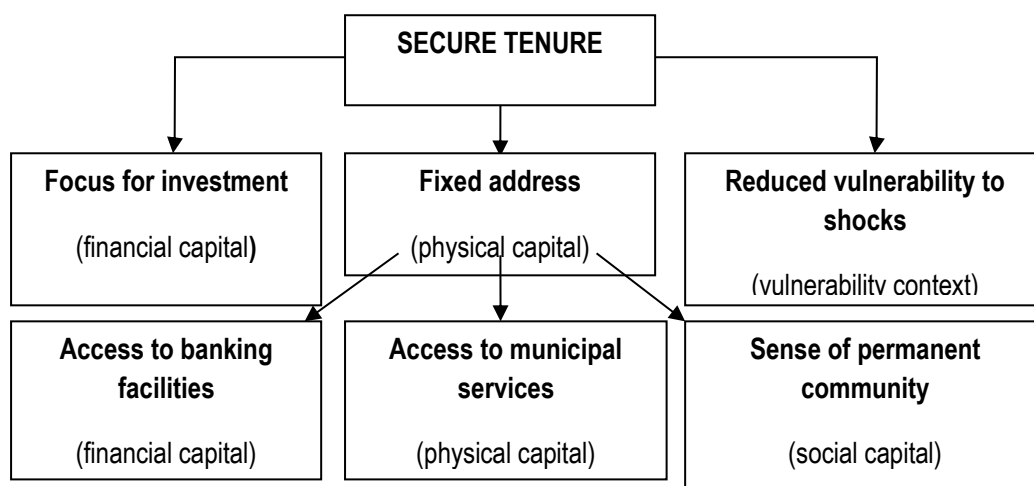 SECURE TENURE
Focus for investment
(financial capital)
Fixed address
(physical capital)
Reduced vulnerability to
shocks
(vulnerability context)
Access to banking
facilities
(financial capital)
Access to municipal
services
(physical capital)
Sense of permanent
community
(social capital)